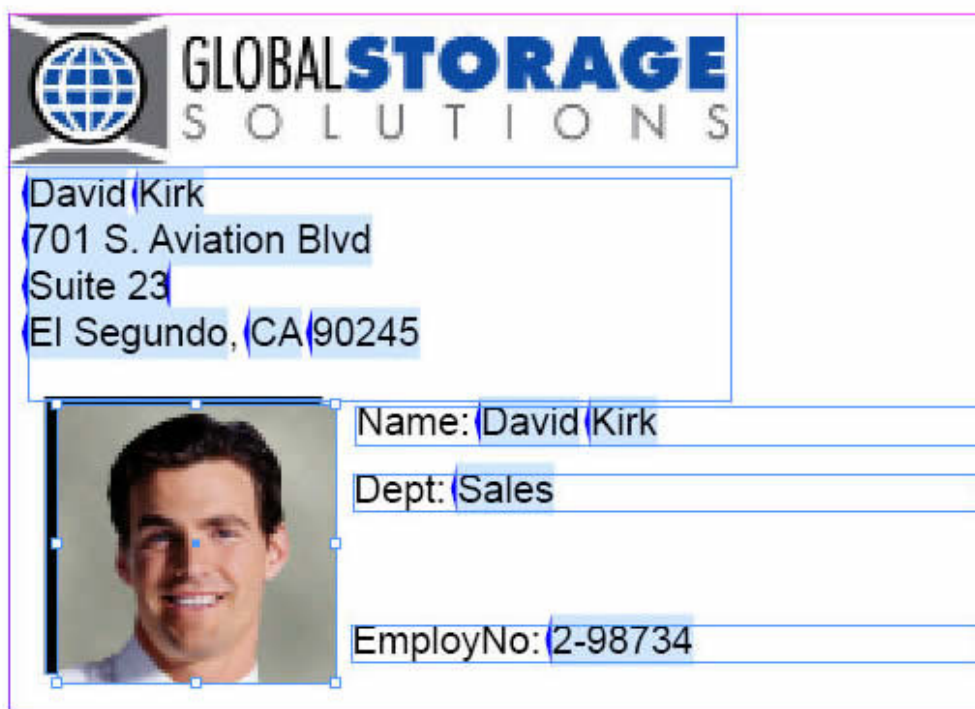 GLOBALSTORAGE
SOLUTIONS
David Kirk
701 S. Aviation Blvd
Suite 23
El Segundo, CA 90245
Name: David Kirk
Dept: Sales
EmployNo: 2-98734